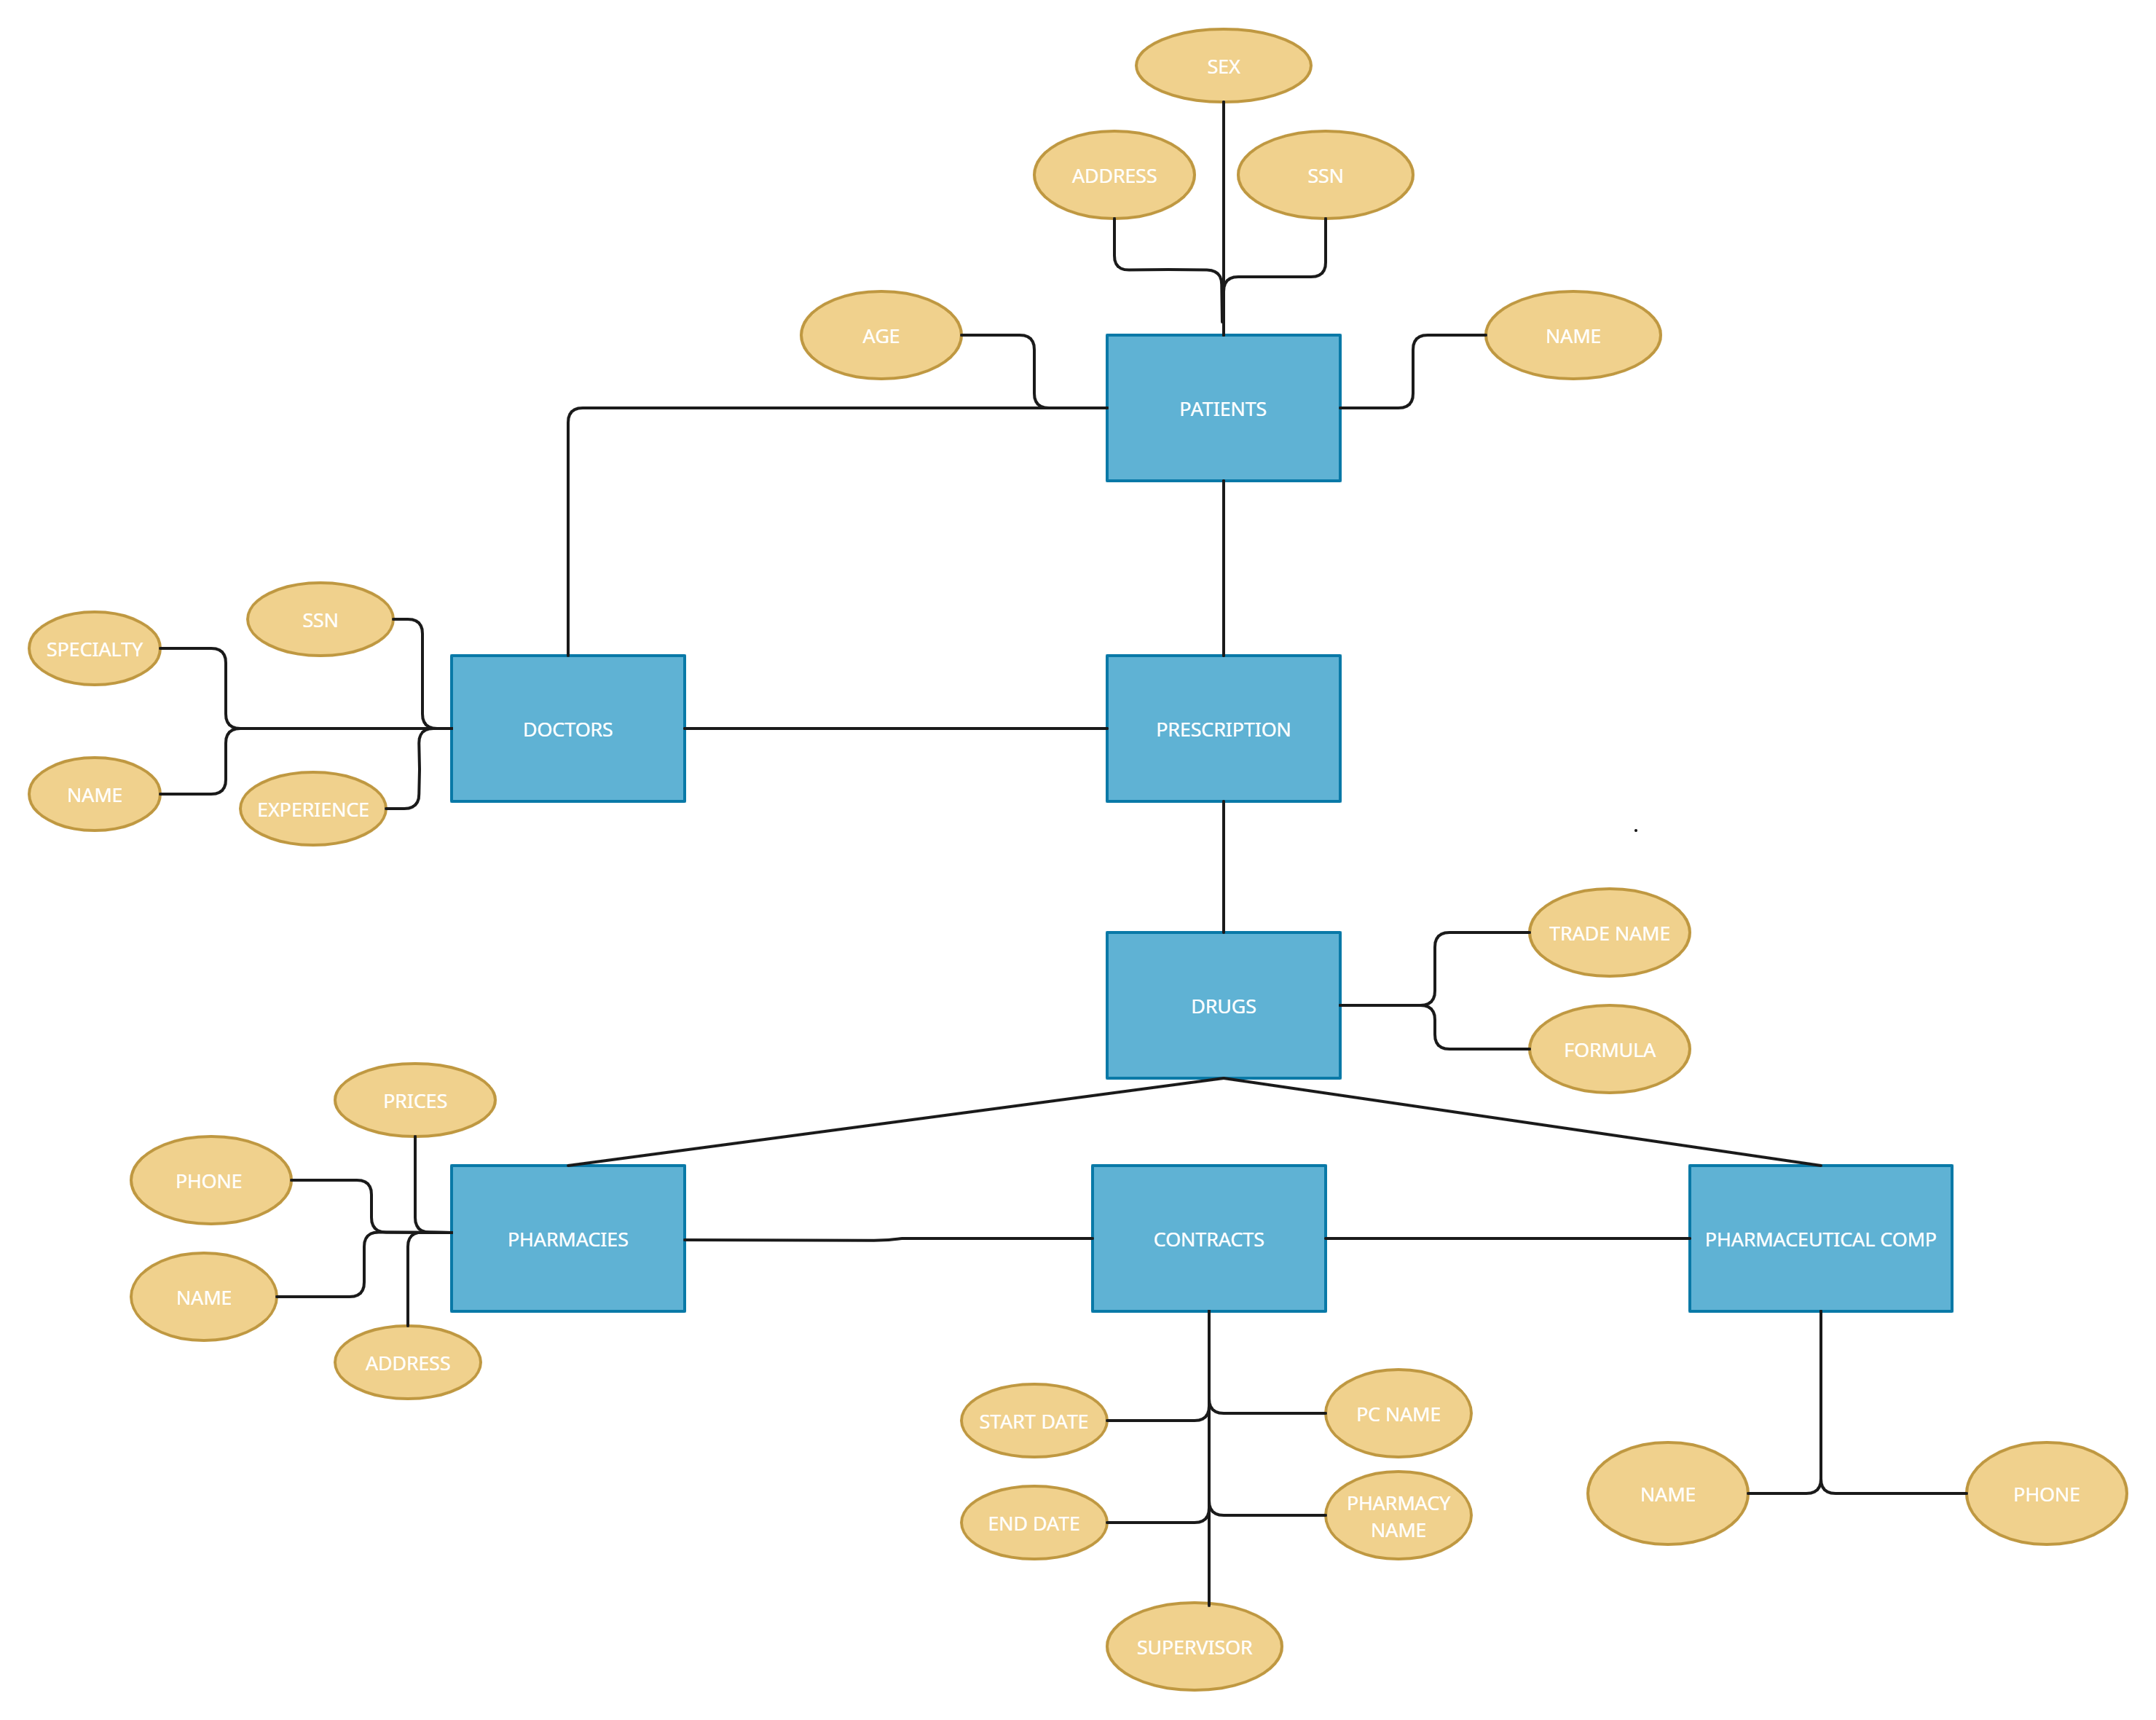 SEX
ADDRESS
SSN
AGE
NAME
PATIENTS
SSN
SPECIALTY
DOCTORS
PRESCRIPTION
NAME
EXPERIENCE
TRADE NAME
DRUGS
FORMULA
PRICES
PHONE
PHARMACIES
CONTRACTS
PHARMACEUTICAL COMP
NAME
ADDRESS
START DATE
PC NAME
END DATE
PHARMACY
NAME
NAME
PHONE
SUPERVISOR